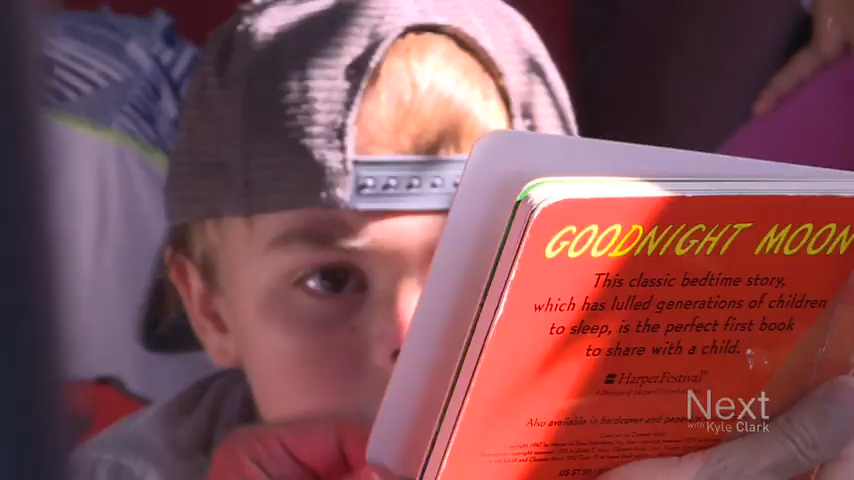 GOODNIGHT MOON
This classic bedtime story,
which has lulled generations of children
to sleep, is the perfect first book
to share with a child.
HarperFestival
Also available in hardcover and
Next
with Kyle Clark